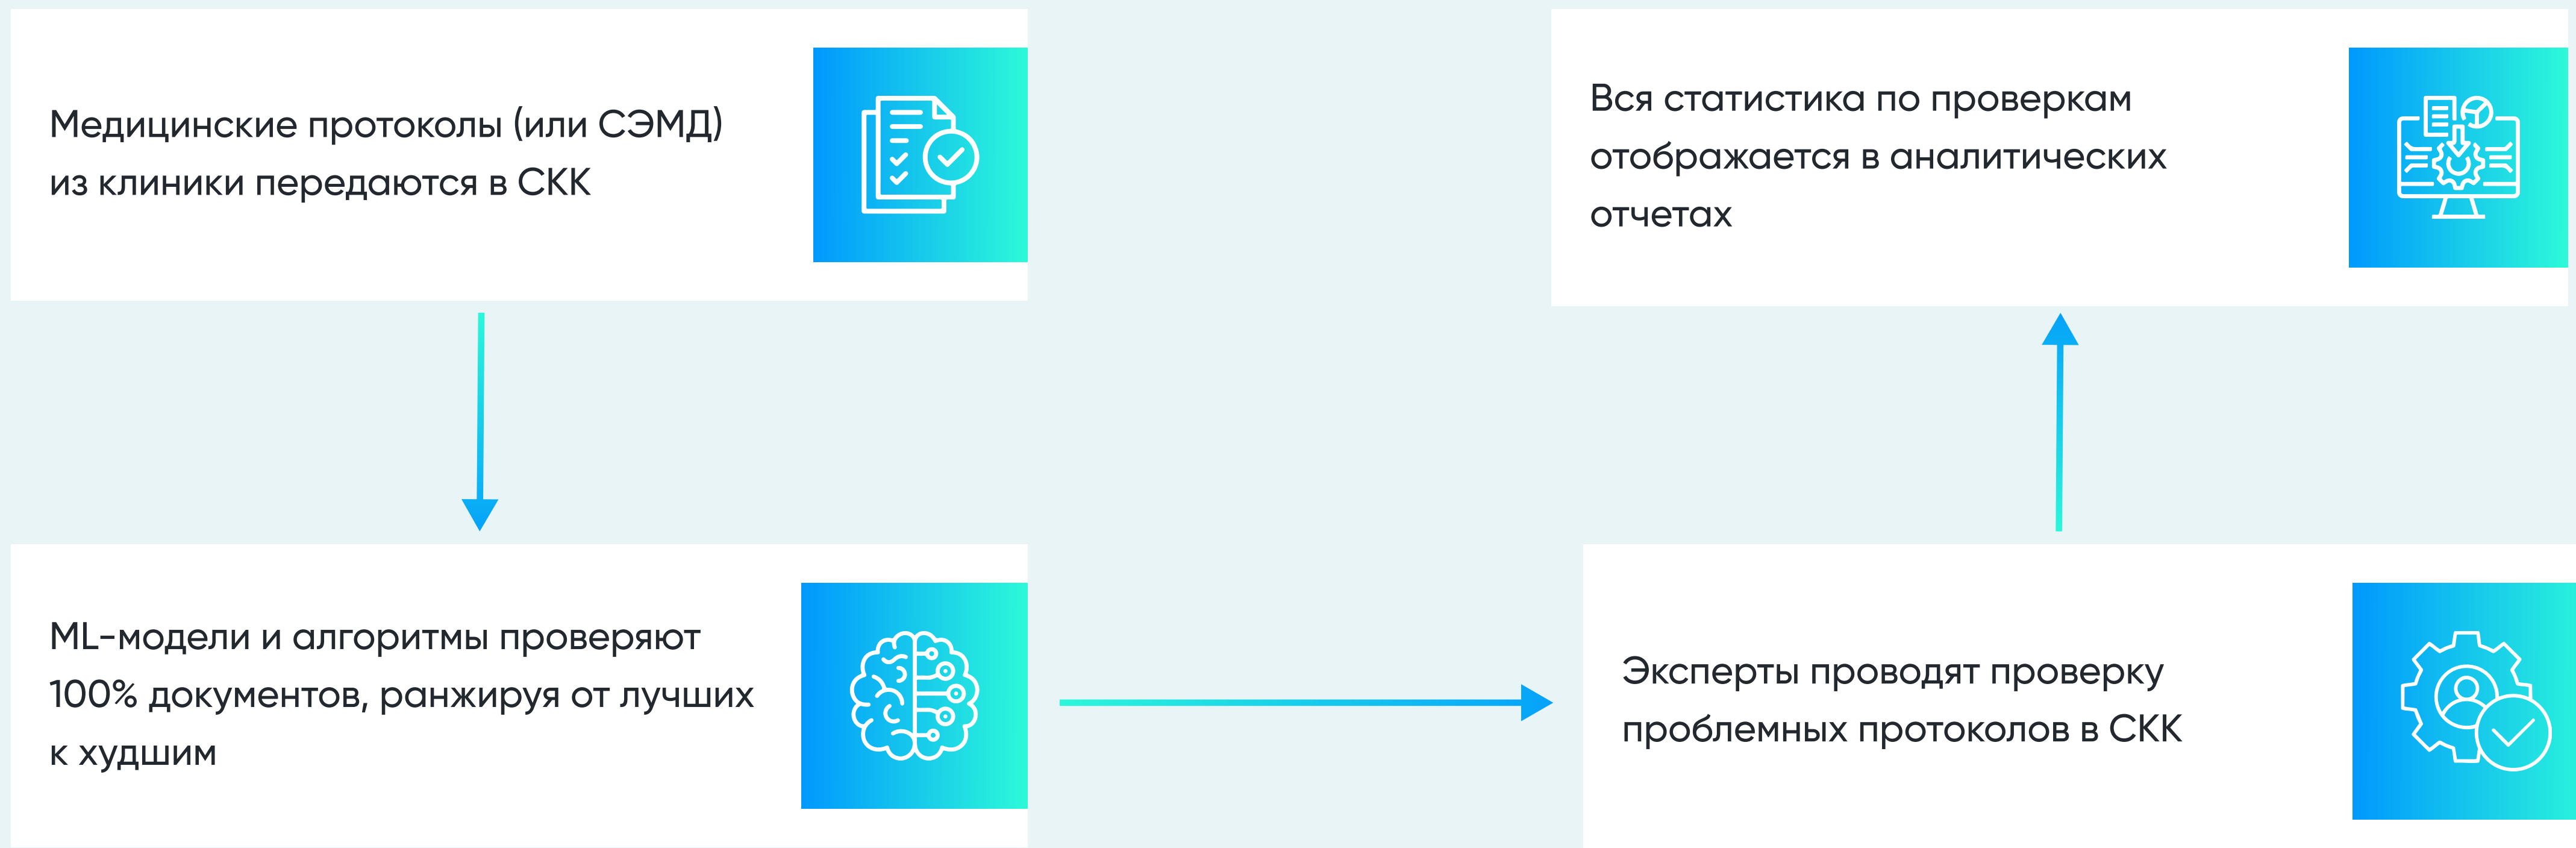 Медицинские протоколы (или СЭМД)
из клиники передаются в СКК
ML-модели и алгоритмы проверяют
100% документов, ранжируя от лучших
к худшим
Эксперты проводят проверку
проблемных протоколов в СКК
Вся статистика по проверкам
отображается в аналитических
отчетах